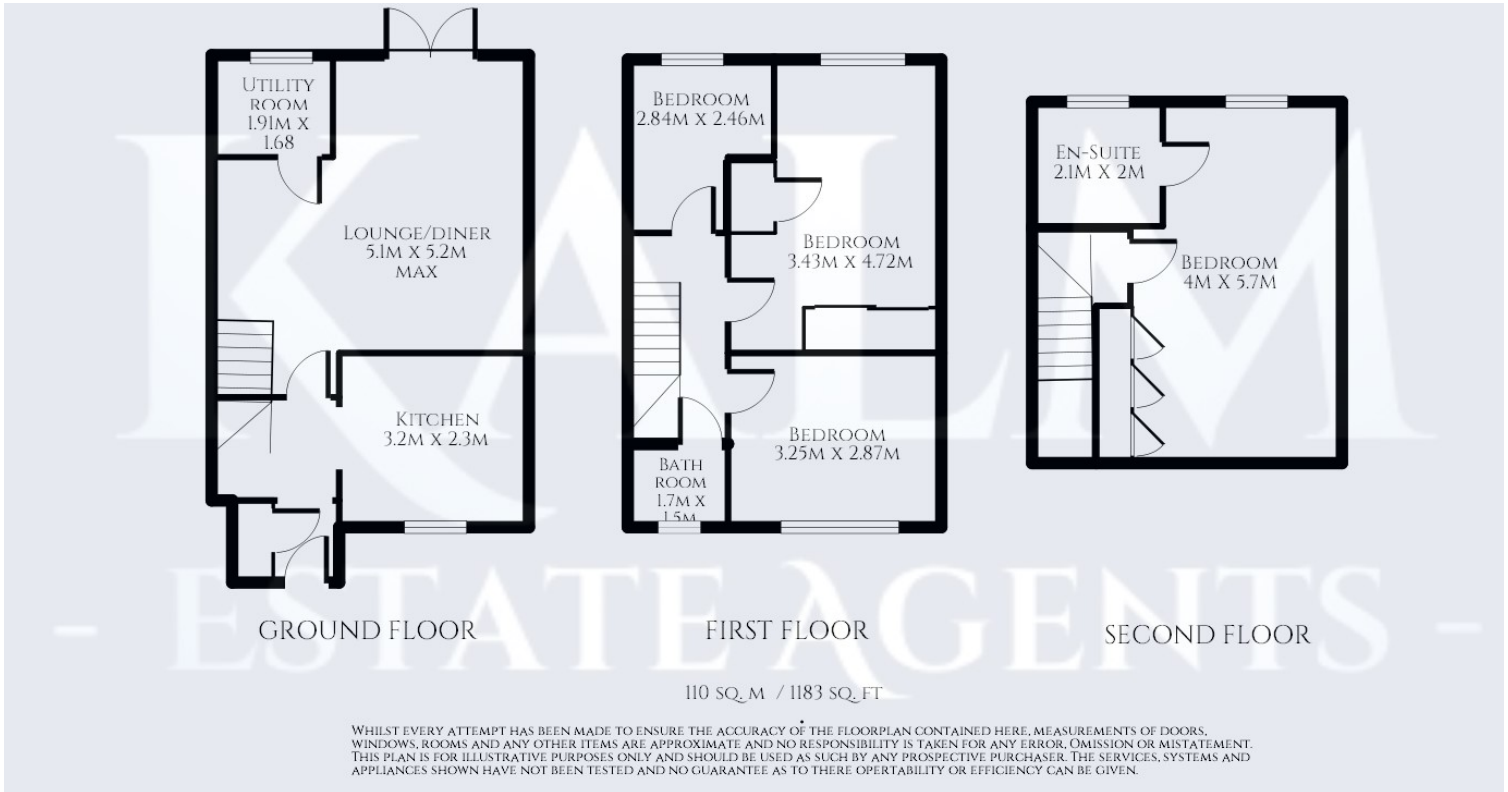 UTILITY
ROOM
1.91M X
1.68
LOUNGE/DINER
5.1M X 5.2M
MAX
KITCHEN
3.2M X 2.3M
BEDROOM
2.84M X 2.46M
BEDROOM
3.43M X 4.72M
BEDROOM
3.25M X 2.87M
BATH
ROOM
1.7M X
1.5M
EN-SUITE
2.1M X 2M
BEDROOM
4M X 5.7M
KALM
- ESTATE AGENTS -
GROUND FLOOR
FIRST FLOOR
SECOND FLOOR
110 SQ. M / 1183 SQ. FT
WHILST EVERY ATTEMPT HAS BEEN MADE TO ENSURE THE ACCURACY OF THE FLOORPLAN CONTAINED HERE, MEASUREMENTS OF DOORS,
WINDOWS, ROOMS AND ANY OTHER ITEMS ARE APPROXIMATE AND NO RESPONSIBILITY IS TAKEN FOR ANY ERROR, OMISSION OR MISTATEMENT.
THIS PLAN IS FOR ILLUSTRATIVE PURPOSES ONLY AND SHOULD BE USED AS SUCH BY ANY PROSPECTIVE PURCHASER. THE SERVICES, SYSTEMS AND
APPLIANCES SHOWN HAVE NOT BEEN TESTED AND NO GUARANTEE AS TO THERE OPERTABILITY OR EFFICIENCY CAN BE GIVEN.